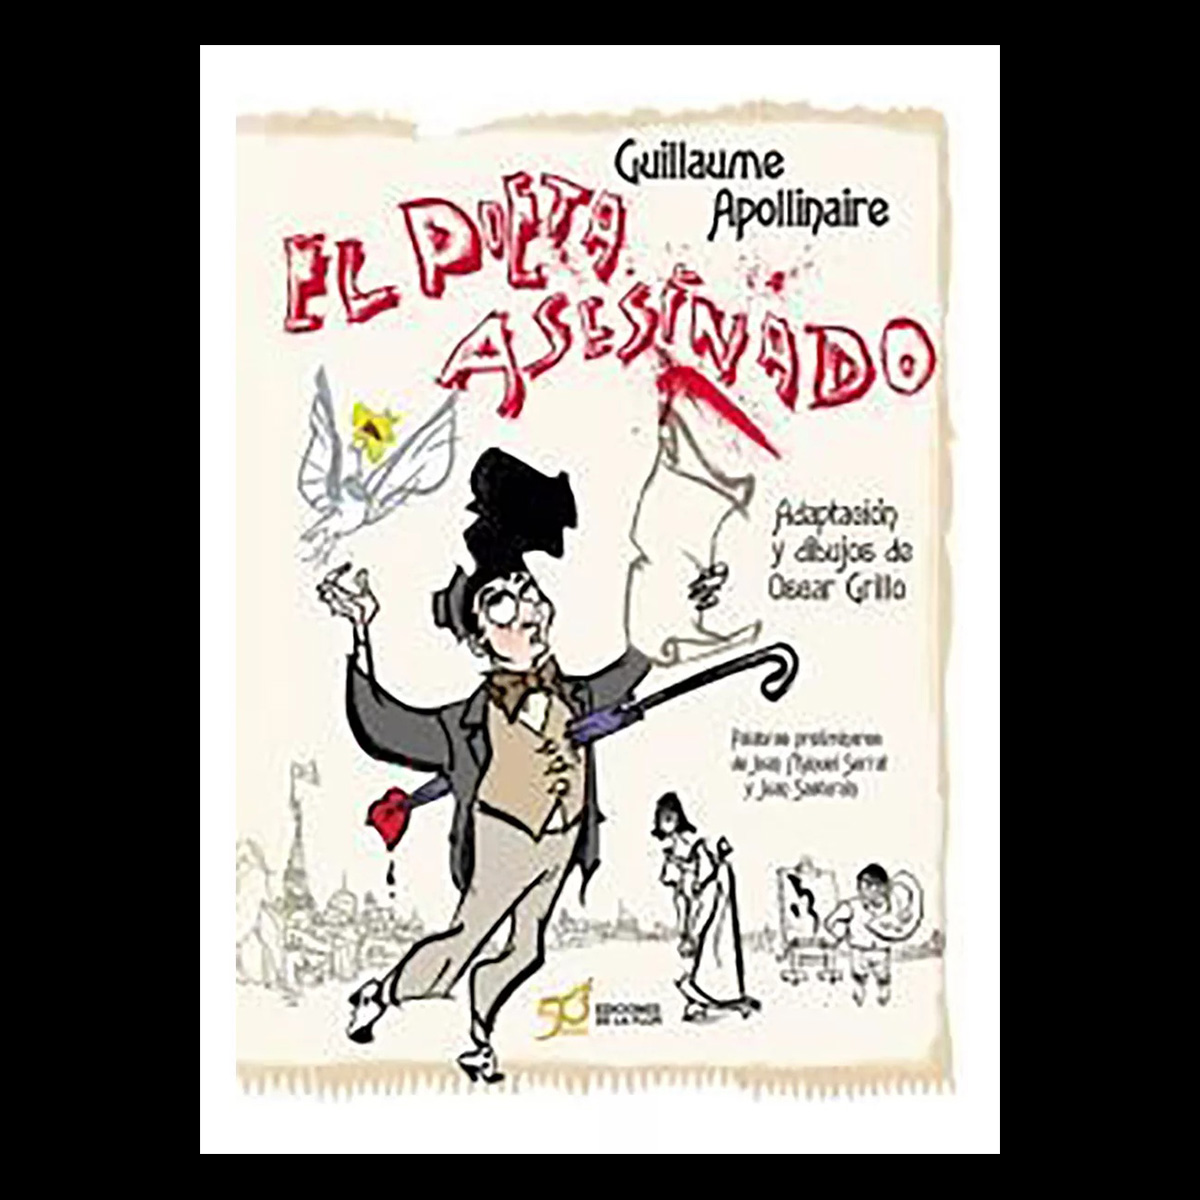 Guillaume
Apollinaire
EL POETA
ASESINADO
Adaptación
y dibujos de
Oscar Grillo
Palabras preliminares
de Joan Manuel Serrat
y Juan
50
EDICIONES
DE LA FLOR